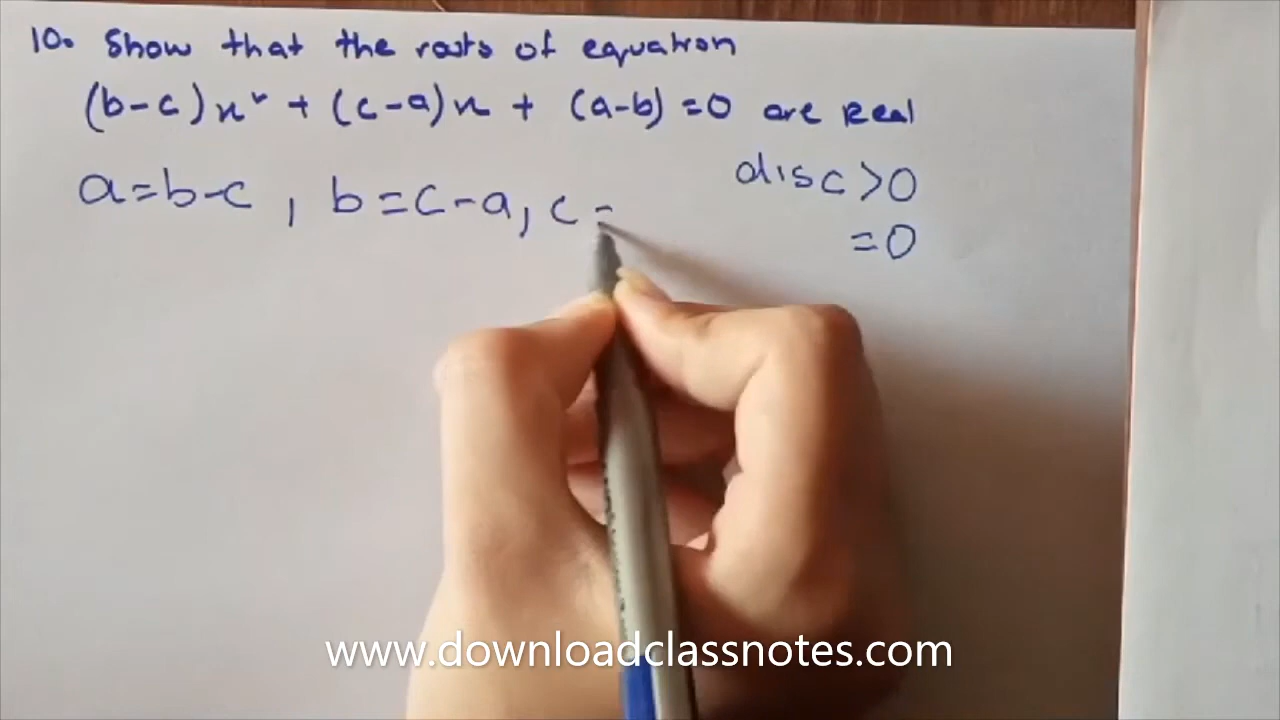 10. Show that the roots of equation
(b-c)x² + (c-a)x + (a-b) = 0 are Real
a=b-c, b=c-a, c=
disc>0
=0
www.downloadclassnotes.com